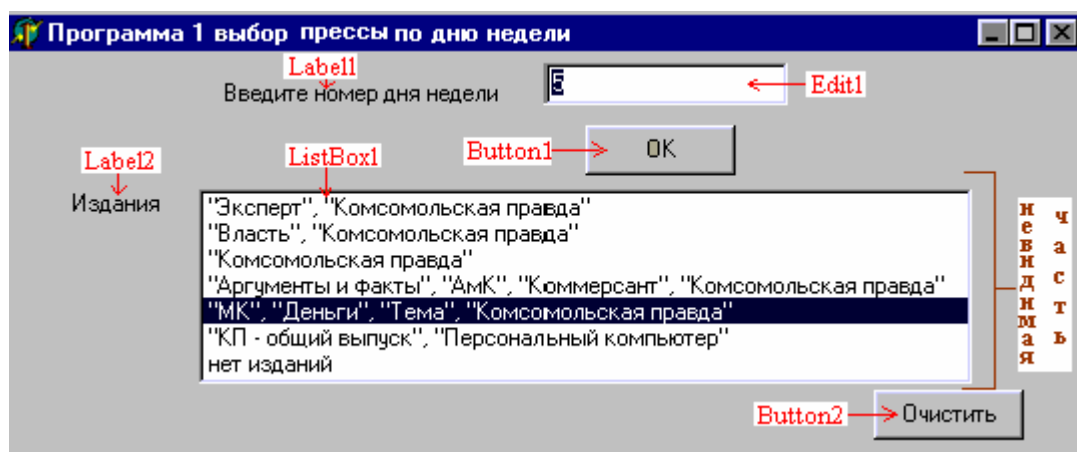 Программа 1 выбор прессы по дню недели
Label1
Введите номер дня недели
5
Edit1
Button1
OK
Label2
ListBox1
Издания
"Эксперт", "Комсомольская правда"
"Власть", "Комсомольская правда"
"Комсомольская правда"
"Аргументы и факты", "АмК", "Коммерсант", "Комсомольская правда"
"МК", "Деньги", "Тема", "Комсомольская правда"
"КП - общий выпуск", "Персональный компьютер"
нет изданий
невидимая
часть
Button2
Очистить